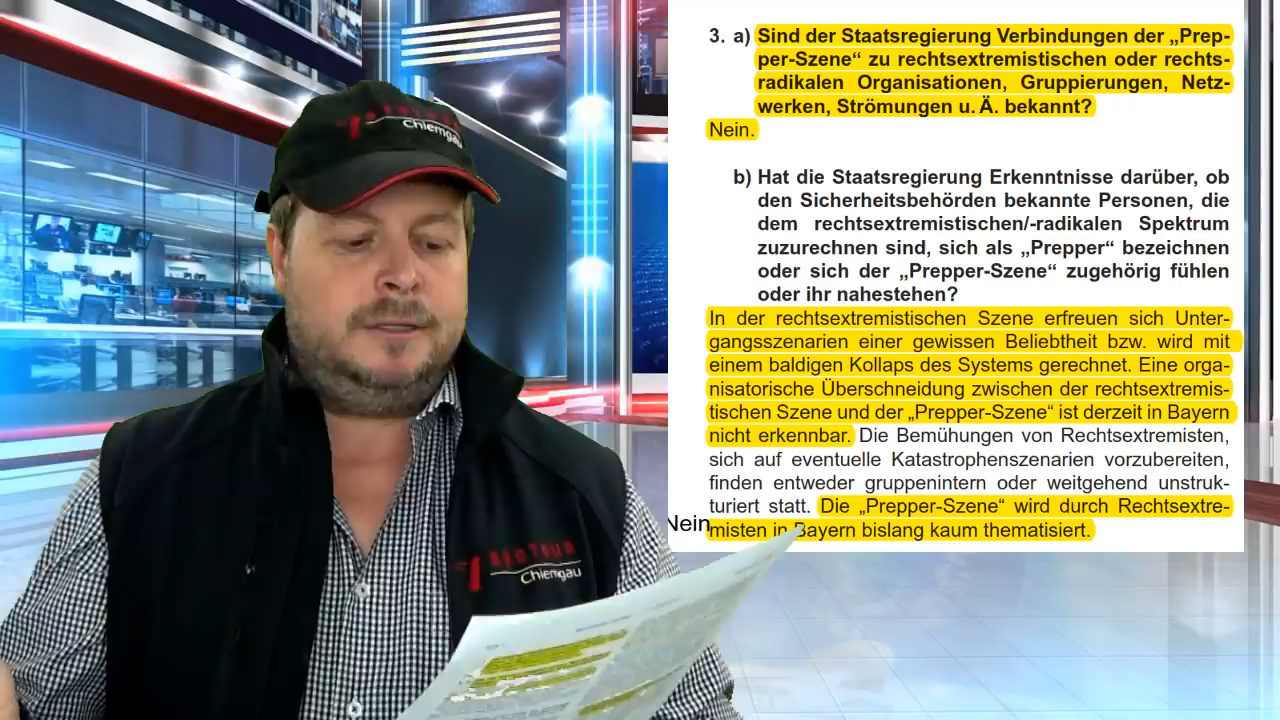 3. a) Sind der Staatsregierung Verbindungen der „Prep-
per-Szene“ zu rechtsextremistischen oder rechts-
radikalen Organisationen, Gruppierungen, Netz-
werken, Strömungen u. Ä. bekannt?
Nein.
b) Hat die Staatsregierung Erkenntnisse darüber, ob
den Sicherheitsbehörden bekannte Personen, die
dem rechtsextremistischen/-radikalen Spektrum
zuzurechnen sind, sich als „Prepper“ bezeichnen
oder sich der „Prepper-Szene“ zugehörig fühlen
oder ihr nahestehen?
In der rechtsextremistischen Szene erfreuen sich Unter-
gangsszenarien einer gewissen Beliebtheit bzw. wird mit
einem baldigen Kollaps des Systems gerechnet. Eine orga-
nisatorische Überschneidung zwischen der rechtsextremis-
tischen Szene und der „Prepper-Szene“ ist derzeit in Bayern
nicht erkennbar. Die Bemühungen von Rechtsextremisten,
sich auf eventuelle Katastrophenszenarien vorzubereiten,
finden entweder gruppenintern oder weitgehend unstruk-
turiert statt. Die „Prepper-Szene“ wird durch Rechtsextre-
misten in Bayern bislang kaum thematisiert.
Nein
Chiemgau
Chiemgau